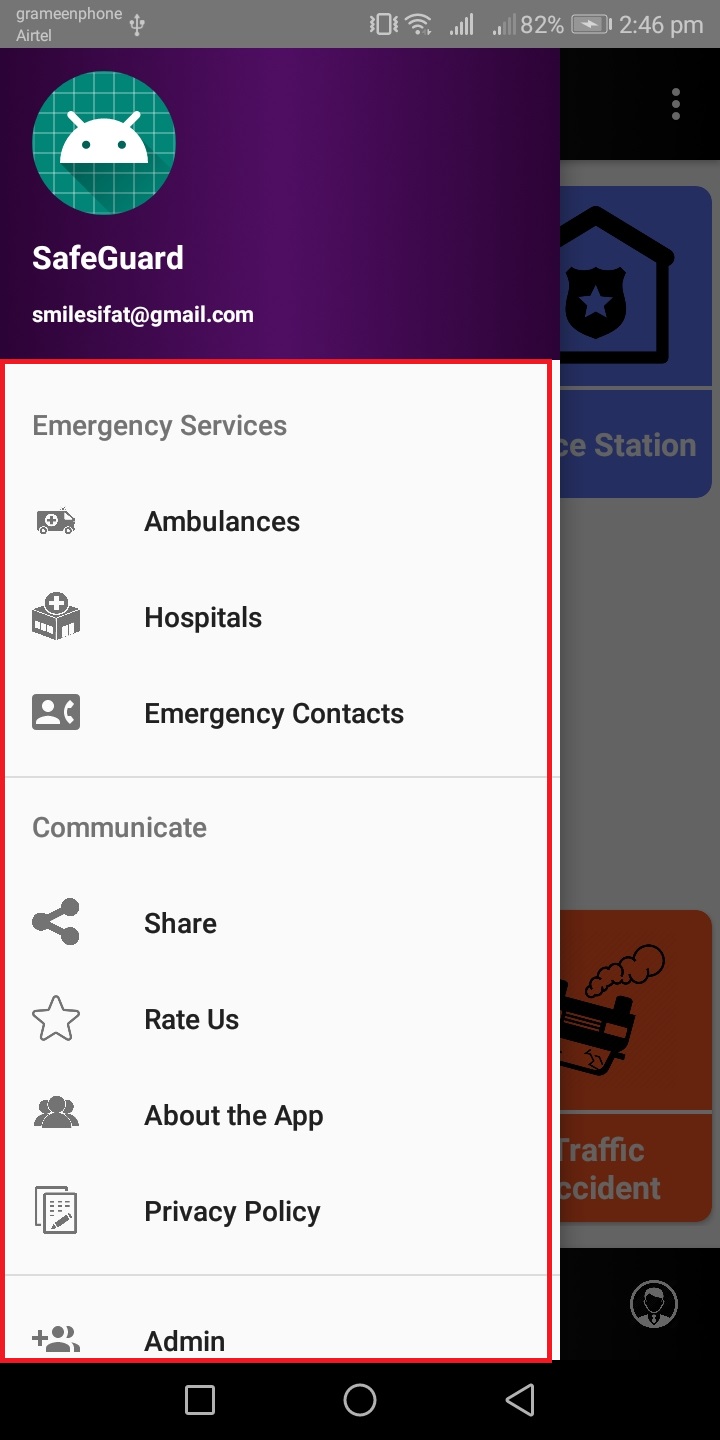 grameenphone
Airtel
82%
2:46 pm
SafeGuard
smilesifat@gmail.com
Emergency Services
Ambulances
Hospitals
Emergency Contacts
Communicate
Share
Rate Us
About the App
Privacy Policy
Admin
ce Station
Traffic
ccident